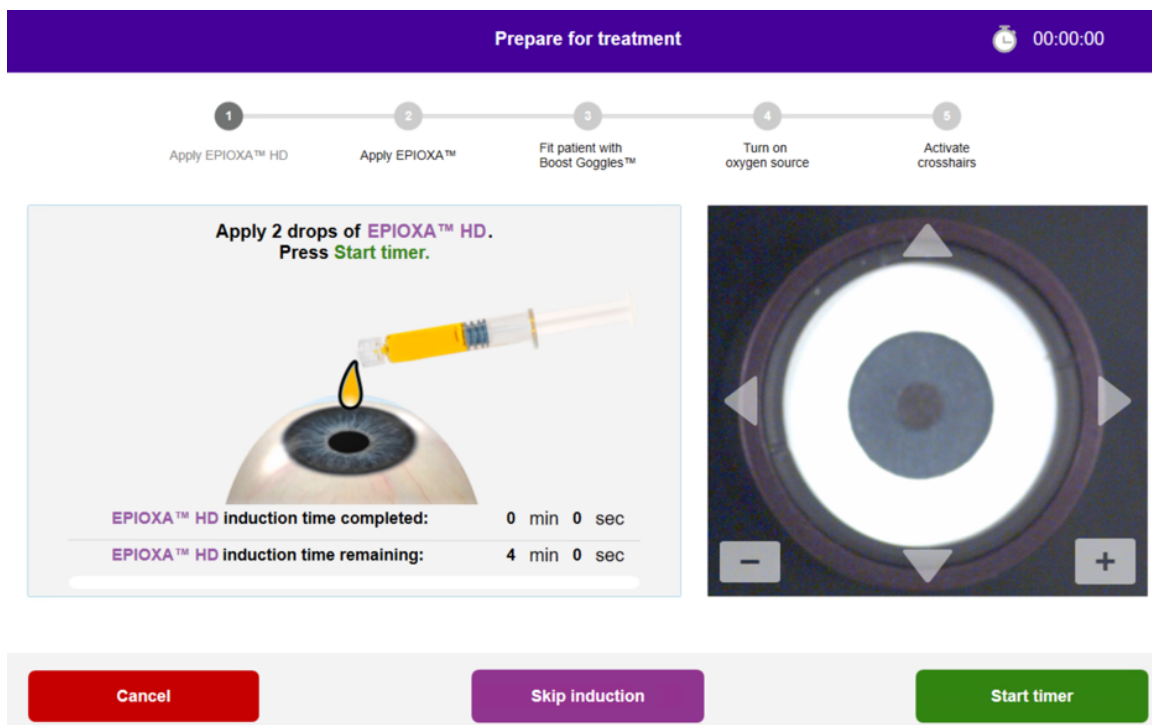 Prepare for treatment
00:00:00
1
2
3
4
5
Apply EPIOXA™ HD
Apply EPIOXA™
Fit patient with
Boost Goggles™
Turn on
oxygen source
Activate
crosshairs
Apply 2 drops of EPIOXA™ HD.
Press Start timer.
EPIOXA™ HD induction time completed: 0 min 0 sec
EPIOXA™ HD induction time remaining: 4 min 0 sec
− +
Cancel
Skip induction
Start timer